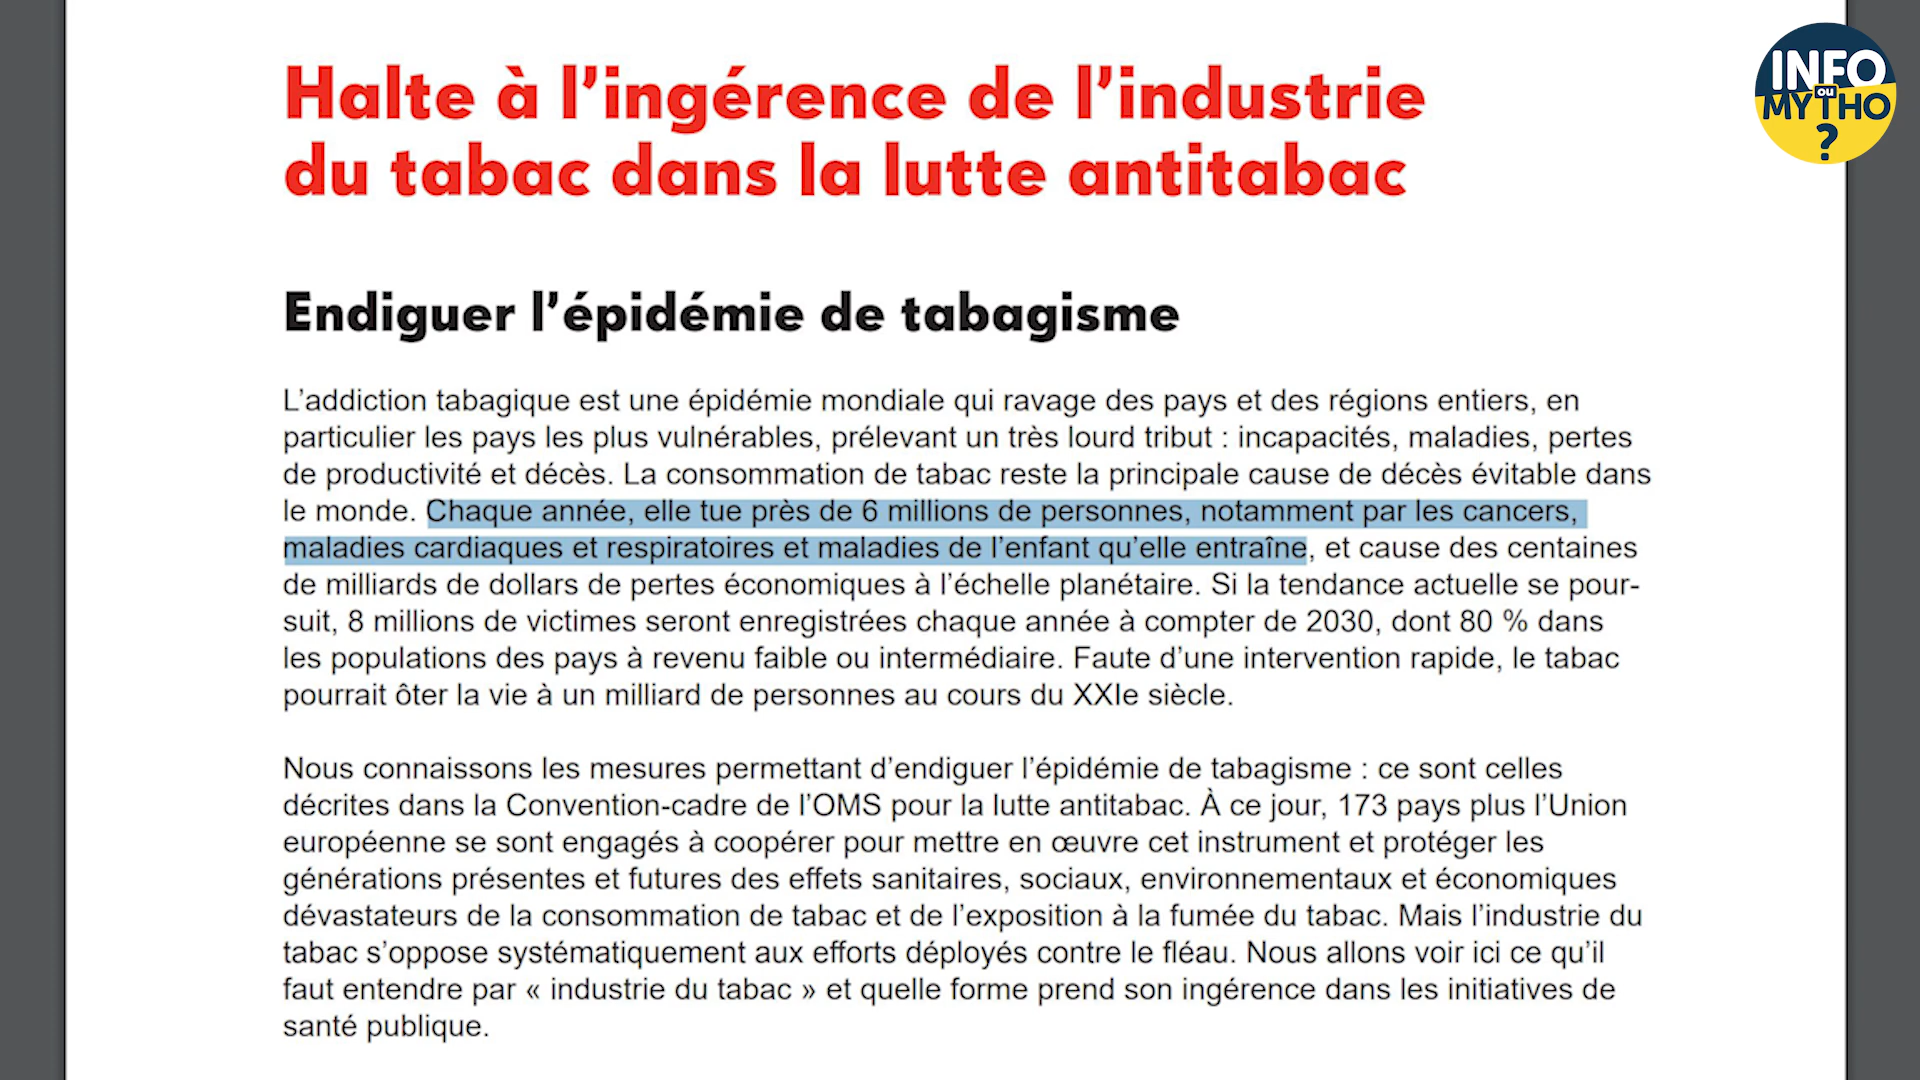 Halte à l’ingérence de l’industrie
du tabac dans la lutte antitabac
INFO
ou
MYTHO
?
Endiguer l’épidémie de tabagisme
L’addiction tabagique est une épidémie mondiale qui ravage des pays et des régions entiers, en
particulier les pays les plus vulnérables, prélevant un très lourd tribut : incapacités, maladies, pertes
de productivité et décès. La consommation de tabac reste la principale cause de décès évitable dans
le monde. Chaque année, elle tue près de 6 millions de personnes, notamment par les cancers,
maladies cardiaques et respiratoires et maladies de l’enfant qu’elle entraîne, et cause des centaines
de milliards de dollars de pertes économiques à l’échelle planétaire. Si la tendance actuelle se pour-
suit, 8 millions de victimes seront enregistrées chaque année à compter de 2030, dont 80 % dans
les populations des pays à revenu faible ou intermédiaire. Faute d’une intervention rapide, le tabac
pourrait ôter la vie à un milliard de personnes au cours du XXIe siècle.
Nous connaissons les mesures permettant d’endiguer l’épidémie de tabagisme : ce sont celles
décrites dans la Convention-cadre de l’OMS pour la lutte antitabac. À ce jour, 173 pays plus l’Union
européenne se sont engagés à coopérer pour mettre en œuvre cet instrument et protéger les
générations présentes et futures des effets sanitaires, sociaux, environnementaux et économiques
dévastateurs de la consommation de tabac et de l’exposition à la fumée du tabac. Mais l’industrie du
tabac s’oppose systématiquement aux efforts déployés contre le fléau. Nous allons voir ici ce qu’il
faut entendre par « industrie du tabac » et quelle forme prend son ingérence dans les initiatives de
santé publique.